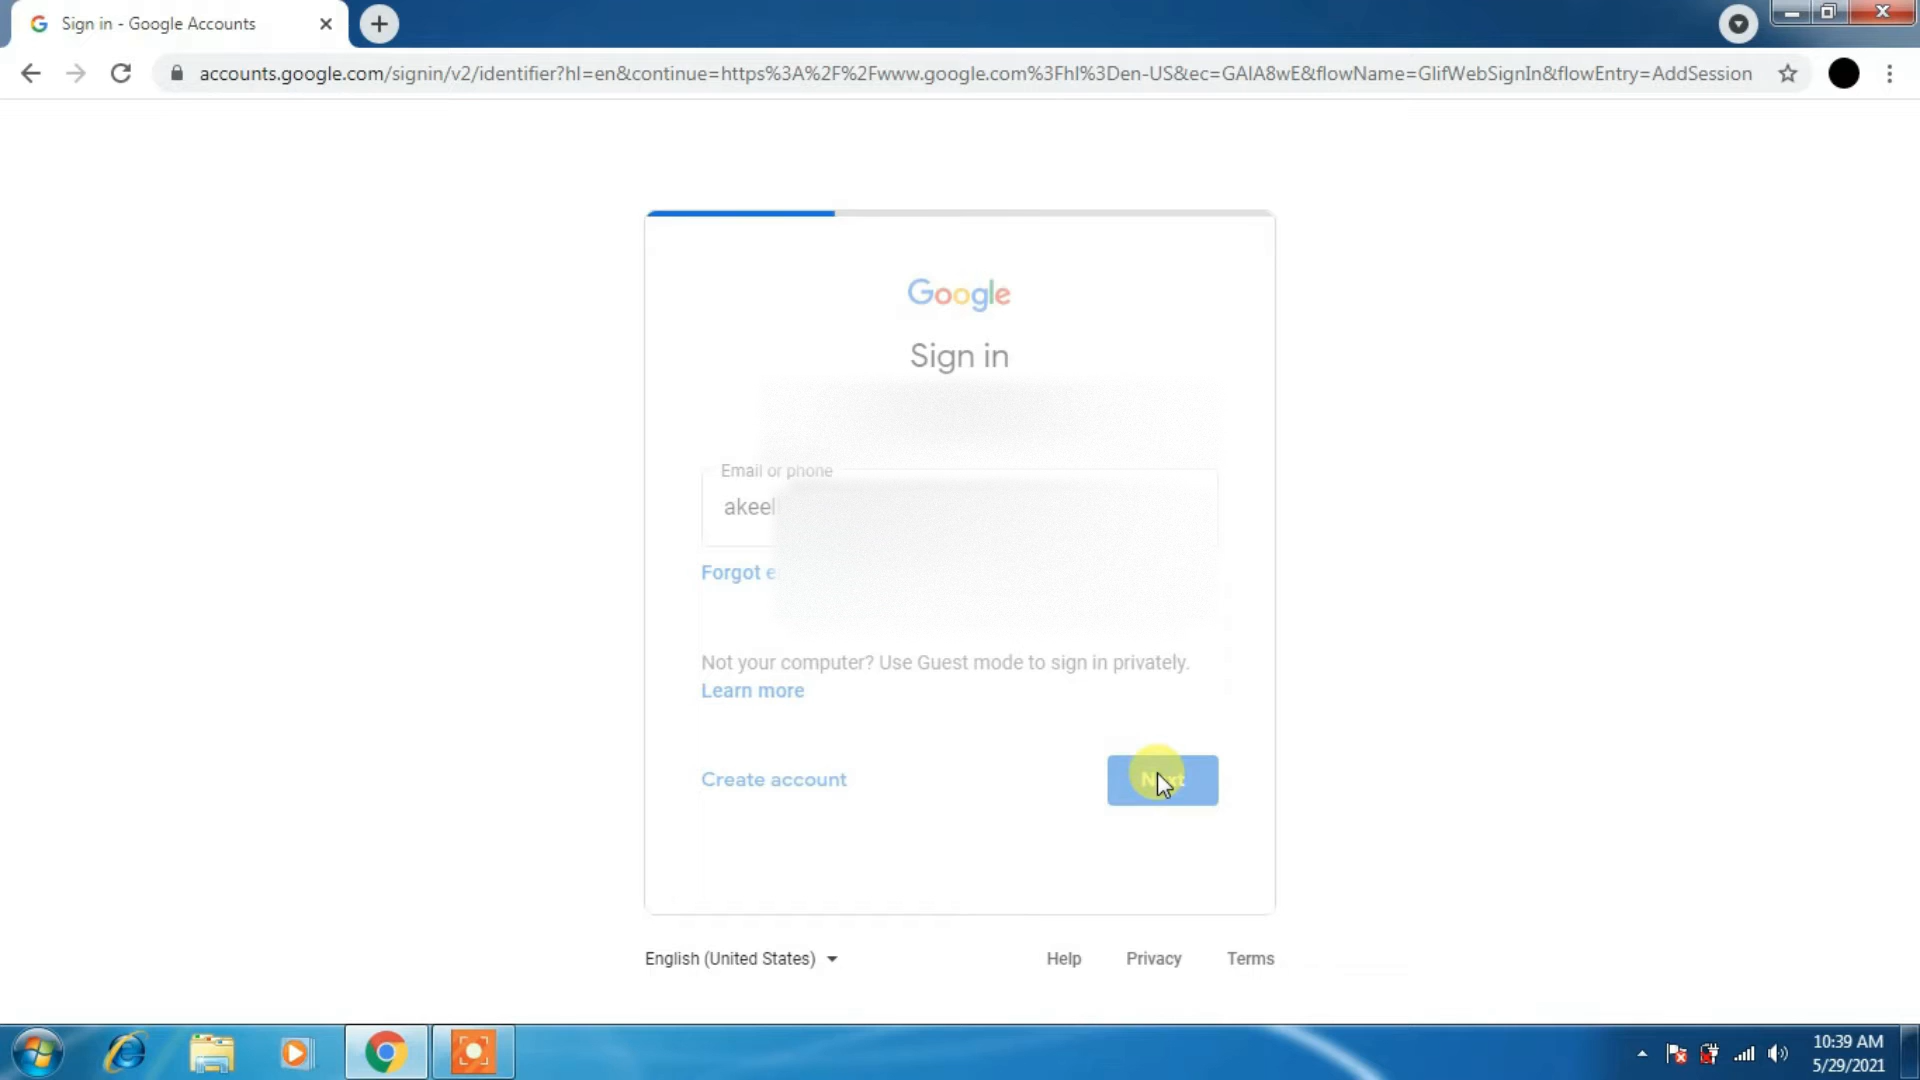 Sign in - Google Accounts
accounts.google.com/signin/v2/identifier?hl=en&continue=https%3A%2F%2Fwww.google.com%3Fhl%3Den-US&ec=GAlA8wE&flowName=GlifWebSignIn&flowEntry=AddSession
Google
Sign in
Email or phone
akeel
Forgot e
Not your computer? Use Guest mode to sign in privately.
Learn more
Create account
Next
English (United States)
Help
Privacy
Terms
10:39 AM
5/29/2021